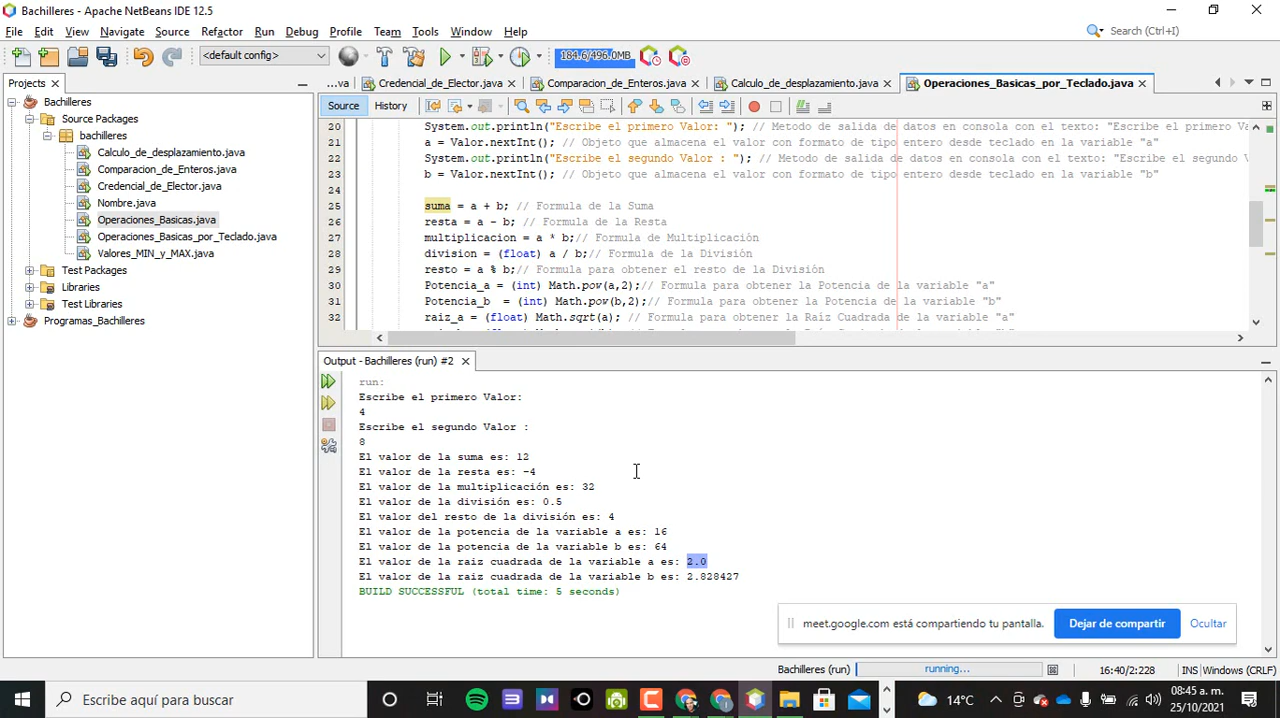 Bachilleres - Apache NetBeans IDE 12.5
File Edit View Navigate Source Refactor Run Debug Profile Team Tools Window Help
Search (Ctrl+I)
<default config>
184.6/496.0MB
Projects
...va
Credencial_de_Elector.java
Comparacion_de_Enteros.java
Calculo_de_desplazamiento.java
Operaciones_Basicas_por_Teclado.java
Bachilleres
Source Packages
bachilleres
Calculo_de_desplazamiento.java
Comparacion_de_Enteros.java
Credencial_de_Elector.java
Nombre.java
Operaciones_Basicas.java
Operaciones_Basicas_por_Teclado.java
Valores_MIN_y_MAX.java
Test Packages
Libraries
Test Libraries
Programas_Bachilleres
Source History
20 System.out.println("Escribe el primero Valor: "); // Metodo de salida de datos en consola con el texto: "Escribe el primero Va
21 a = Valor.nextInt(); // Objeto que almacena el valor con formato de tipo entero desde teclado en la variable "a"
22 System.out.println("Escribe el segundo Valor : "); // Metodo de salida de datos en consola con el texto: "Escribe el segundo V
23 b = Valor.nextInt(); // Objeto que almacena el valor con formato de tipo entero desde teclado en la variable "b"
24
25 suma = a + b; // Formula de la Suma
26 resta = a - b; // Formula de la Resta
27 multiplicacion = a * b;// Formula de Multiplicación
28 division = (float) a / b;// Formula de la División
29 resto = a % b;// Formula para obtener el resto de la División
30 Potencia_a = (int) Math.pow(a,2);// Formula para obtener la Potencia de la variable "a"
31 Potencia_b = (int) Math.pow(b,2);// Formula para obtener la Potencia de la variable "b"
32 raiz_a = (float) Math.sqrt(a); // Formula para obtener la Raiz Cuadrada de la variable "a"
Output - Bachilleres (run) #2
run:
Escribe el primero Valor:
4
Escribe el segundo Valor :
8
El valor de la suma es: 12
El valor de la resta es: -4
El valor de la multiplicación es: 32
El valor de la división es: 0.5
El valor del resto de la división es: 4
El valor de la potencia de la variable a es: 16
El valor de la potencia de la variable b es: 64
El valor de la raiz cuadrada de la variable a es: 2.0
El valor de la raiz cuadrada de la variable b es: 2.828427
BUILD SUCCESSFUL (total time: 5 seconds)
meet.google.com está compartiendo tu pantalla.
Dejar de compartir
Ocultar
Bachilleres (run) running... 16:40/2:228 INS Windows (CRLF)
Escribe aquí para buscar
14°C
08:45 a. m.
25/10/2021